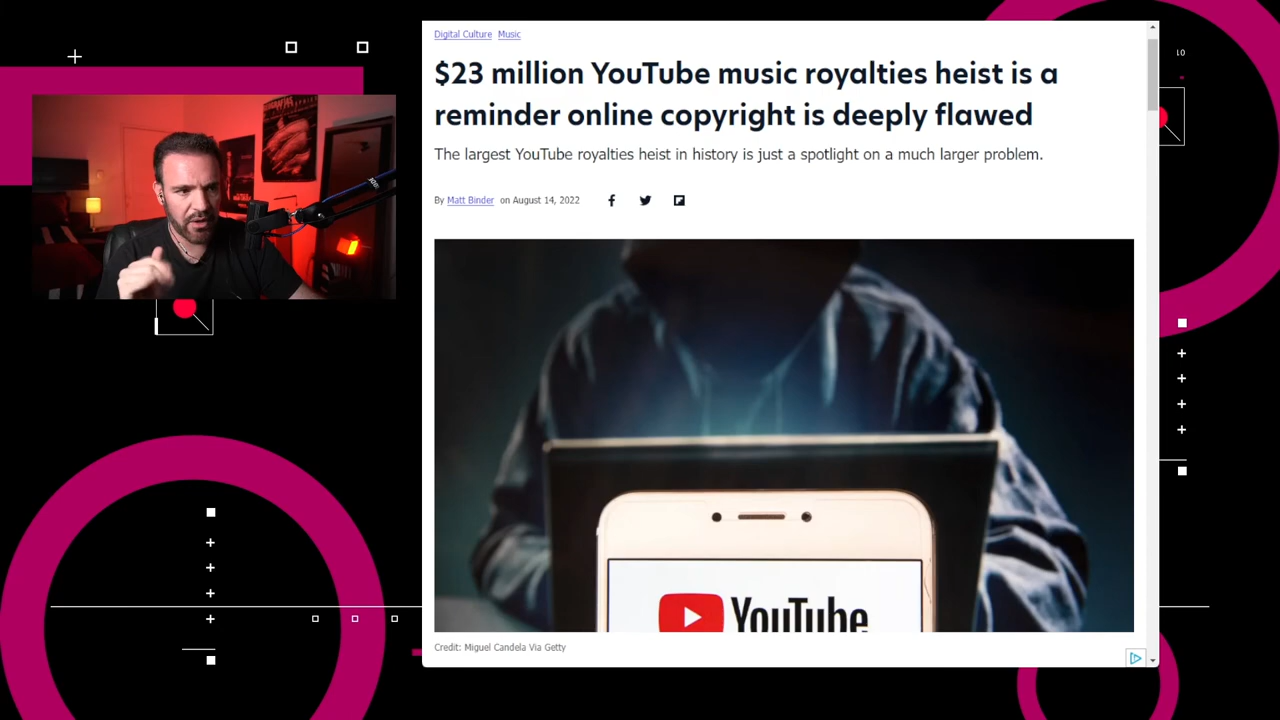 Digital Culture Music
$23 million YouTube music royalties heist is a
reminder online copyright is deeply flawed
The largest YouTube royalties heist in history is just a spotlight on a much larger problem.
By Matt Binder on August 14, 2022
YouTube
Credit: Miguel Candela Via Getty
10